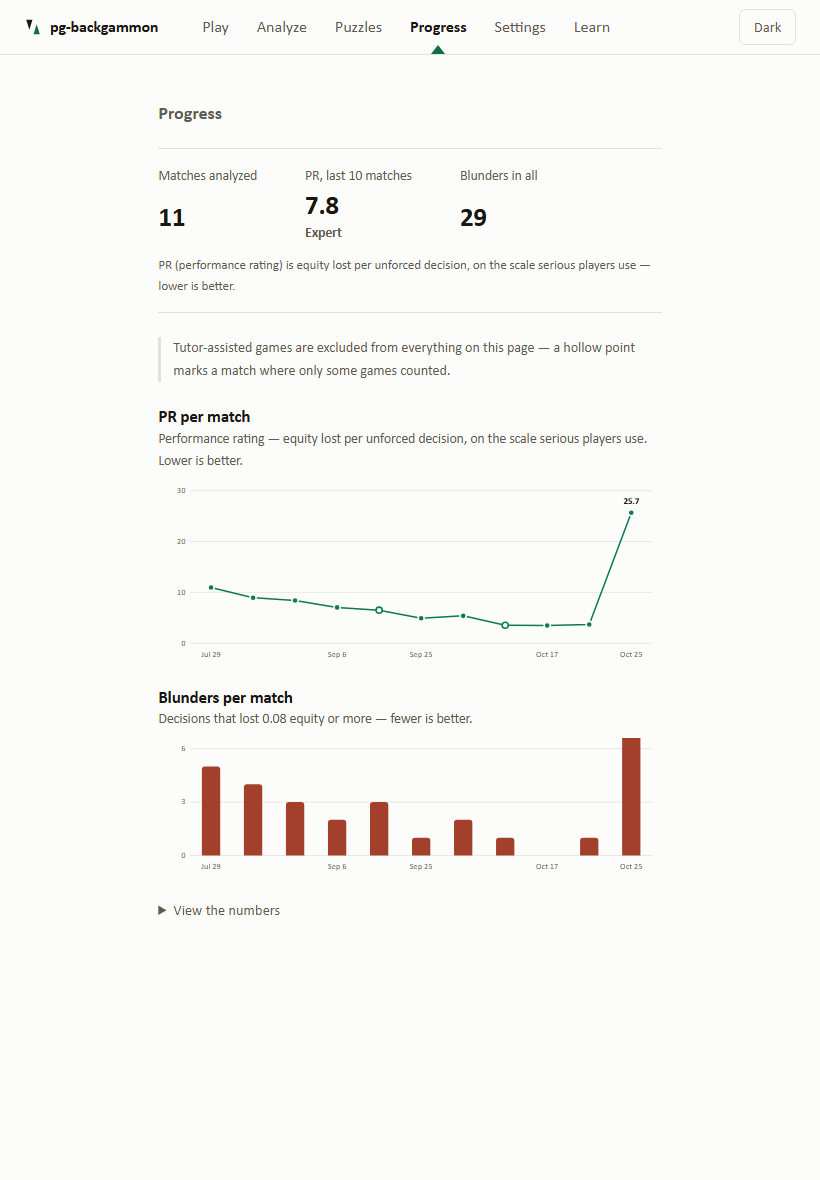 pg-backgammon Play Analyze Puzzles Progress Settings Learn Dark
Progress
Matches analyzed PR, last 10 matches Blunders in all
11 7.8 29
Expert
PR (performance rating) is equity lost per unforced decision, on the scale serious players use —
lower is better.
Tutor-assisted games are excluded from everything on this page — a hollow point
marks a match where only some games counted.
PR per match
Performance rating — equity lost per unforced decision, on the scale serious players use.
Lower is better.
30
25.7
20
10
0
Jul 29 Sep 6 Sep 25 Oct 17 Oct 25
Blunders per match
Decisions that lost 0.08 equity or more — fewer is better.
6
3
0
Jul 29 Sep 6 Sep 25 Oct 17 Oct 25
View the numbers